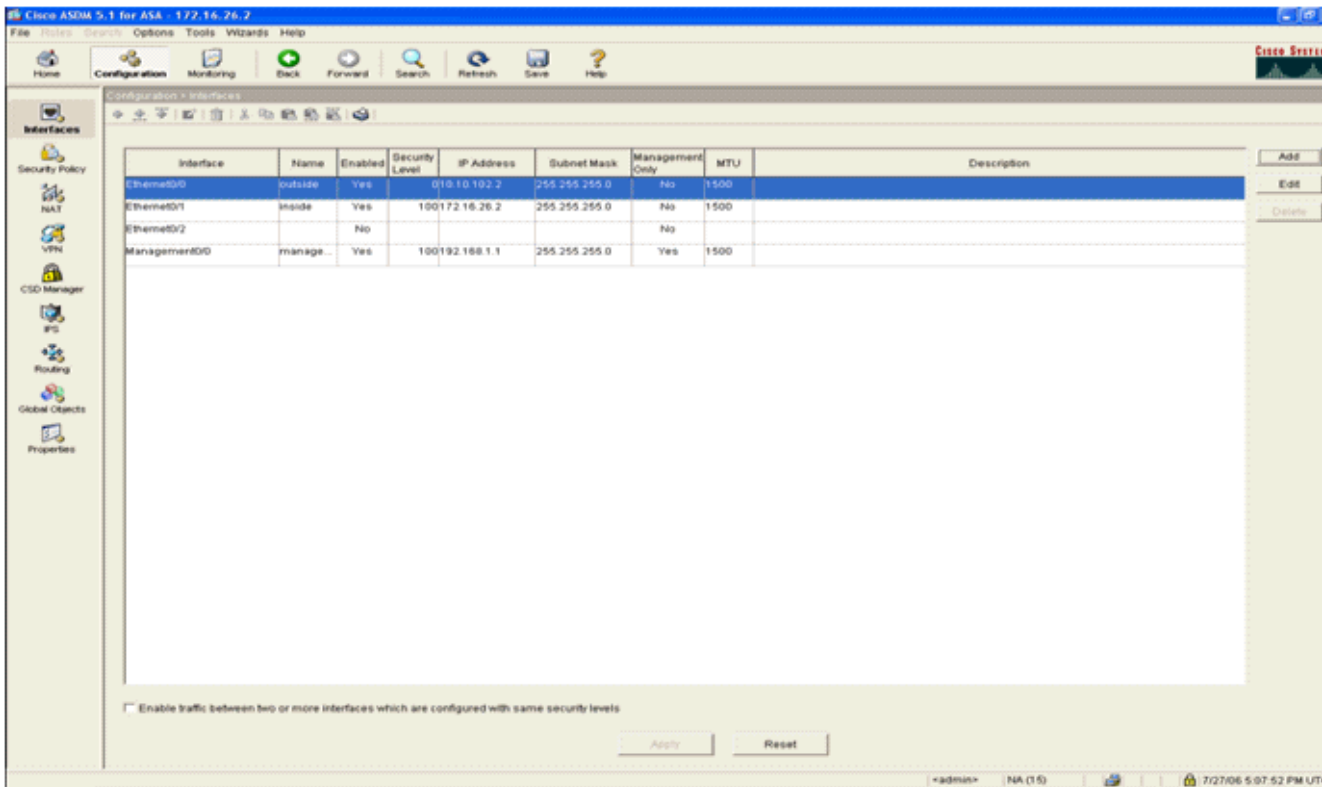 Cisco ASDM 5.1 for ASA - 172.16.26.2
File Rules Search Options Tools Wizards Help
Home Configuration Monitoring Back Forward Search Refresh Save Help
Configuration > Interfaces
Interfaces
Security Policy
NAT
VPN
CSD Manager
IPS
Routing
Global Objects
Properties
Interface Name Enabled Security Level IP Address Subnet Mask Management Only MTU Description
Ethernet0/0 outside Yes 0 10.10.102.2 255.255.255.0 No 1500
Ethernet0/1 inside Yes 100 172.16.26.2 255.255.255.0 No 1500
Ethernet0/2 No No
Management0/0 manage... Yes 100 192.168.1.1 255.255.255.0 Yes 1500
Add
Edit
Delete
Enable traffic between two or more interfaces which are configured with same security levels
Apply Reset
<admin> NA (15) 7/27/06 5:07:52 PM UT